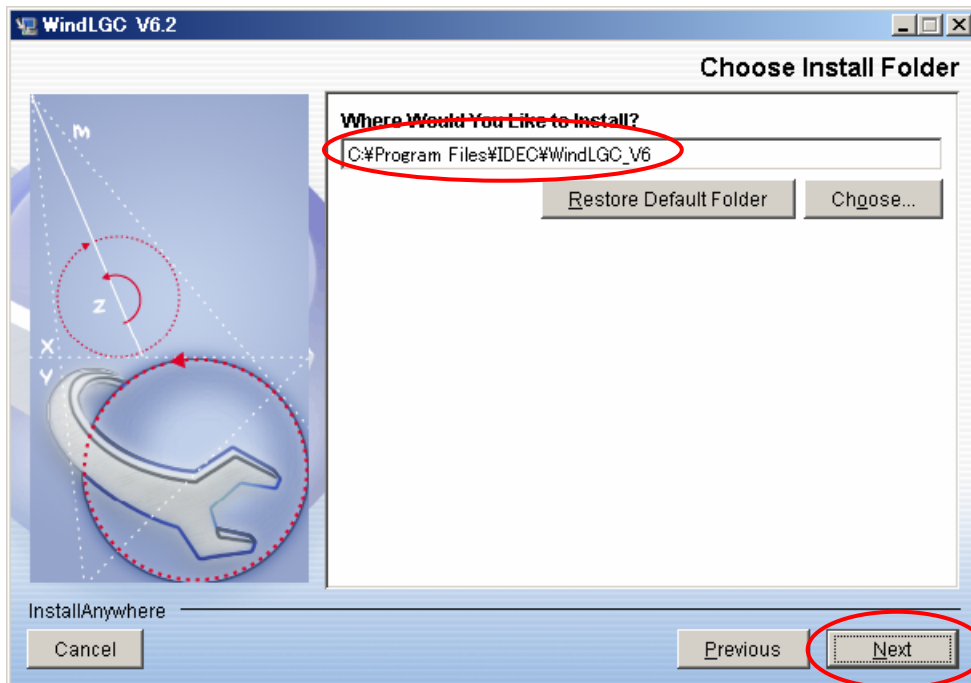 WindLGC V6.2
Choose Install Folder
Where Would You Like to Install?
C:¥Program Files¥IDEC¥WindLGC_V6
Restore Default Folder
Choose...
M
Z
X
Y
InstallAnywhere
Cancel
Previous
Next